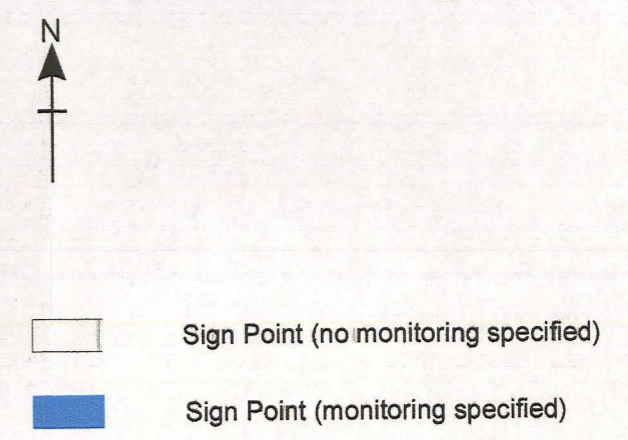 N
Sign Point (no monitoring specified)
Sign Point (monitoring specified)